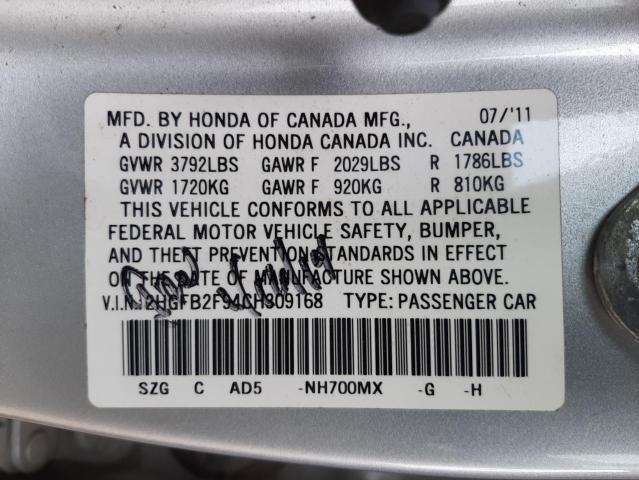 MFD. BY HONDA OF CANADA MFG., 07/'11
A DIVISION OF HONDA CANADA INC. CANADA
GVWR 3792LBS GAWR F 2029LBS R 1786LBS
GVWR 1720KG GAWR F 920KG R 810KG
THIS VEHICLE CONFORMS TO ALL APPLICABLE
FEDERAL MOTOR VEHICLE SAFETY, BUMPER,
AND THEFT PREVENTION STANDARDS IN EFFECT
ON THE DATE OF MANUFACTURE SHOWN ABOVE.
V.I.N.: 2HGFB2F94CH309168 TYPE: PASSENGER CAR
SZG C AD5 -NH700MX -G -H